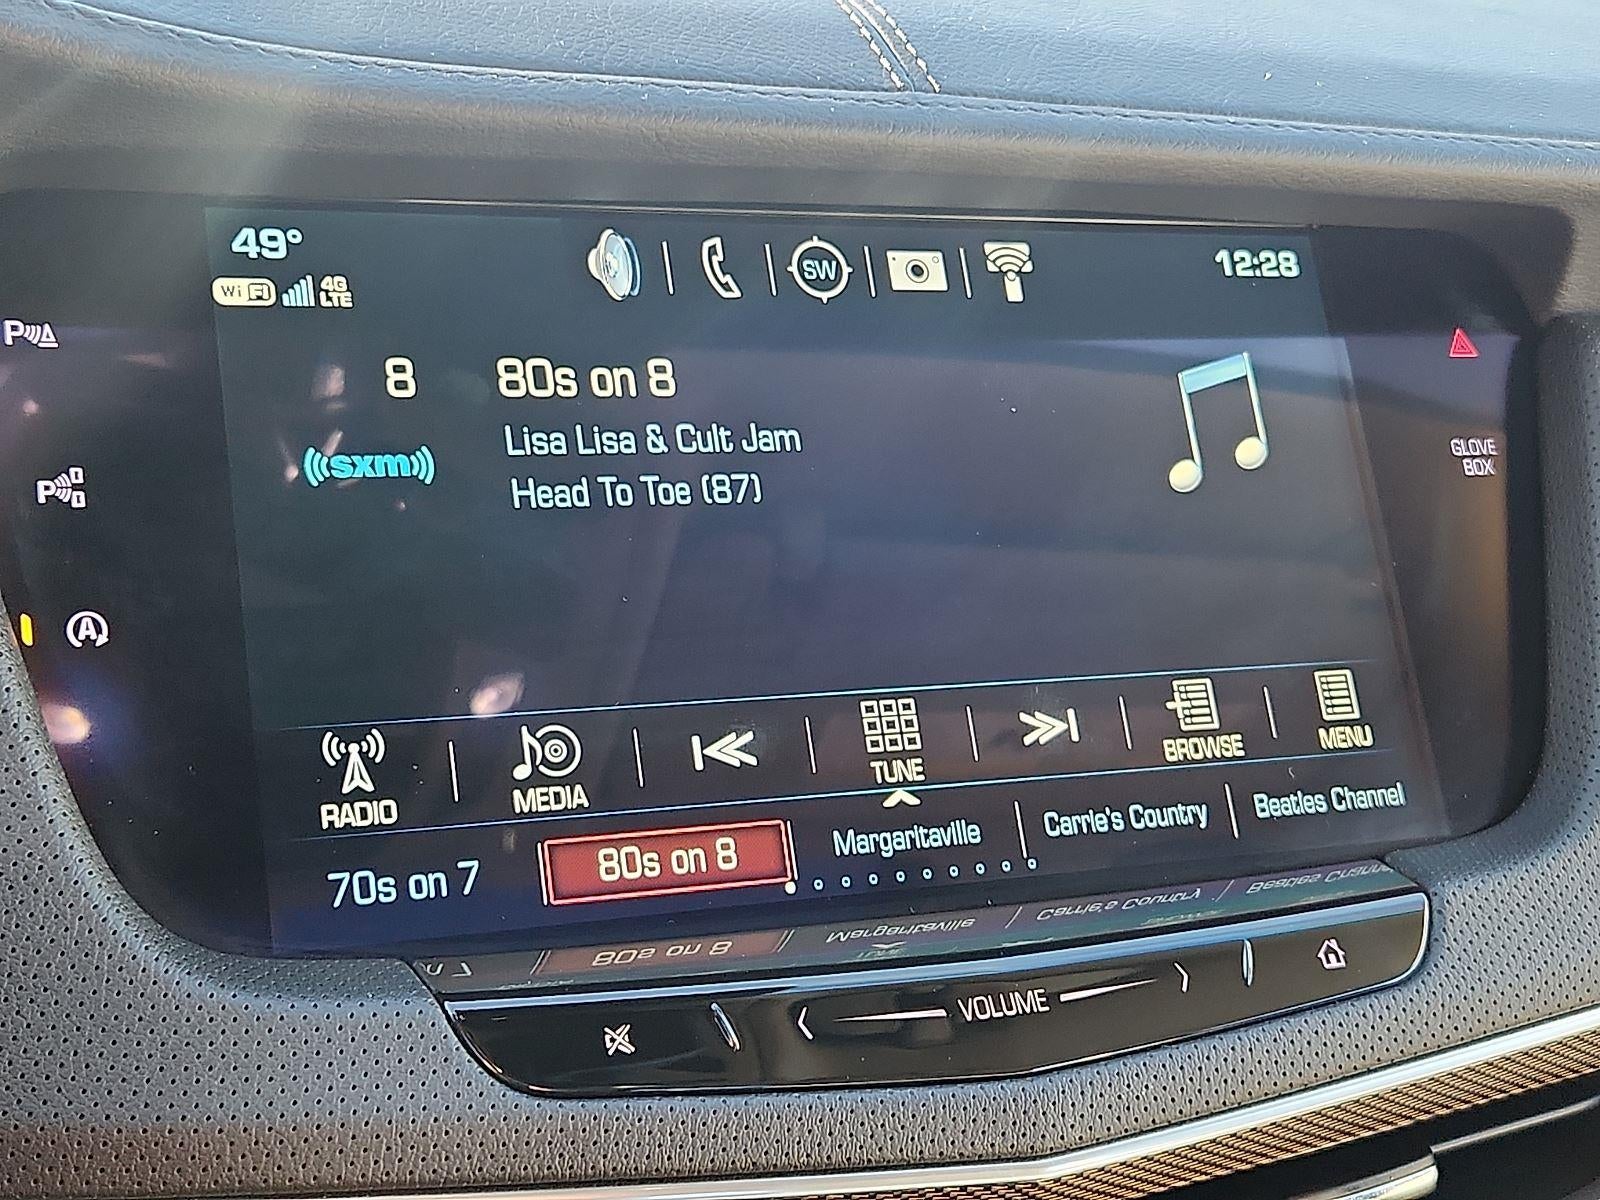 49°
12:28
WiFi 4G LTE
SW
P
P
A
8
80s on 8
Lisa Lisa & Cult Jam
sxm
Head To Toe (87)
GLOVE
BOX
RADIO
MEDIA
TUNE
BROWSE
MENU
70s on 7
80s on 8
Margaritaville
Carrie's Country
Beatles Channel
VOLUME